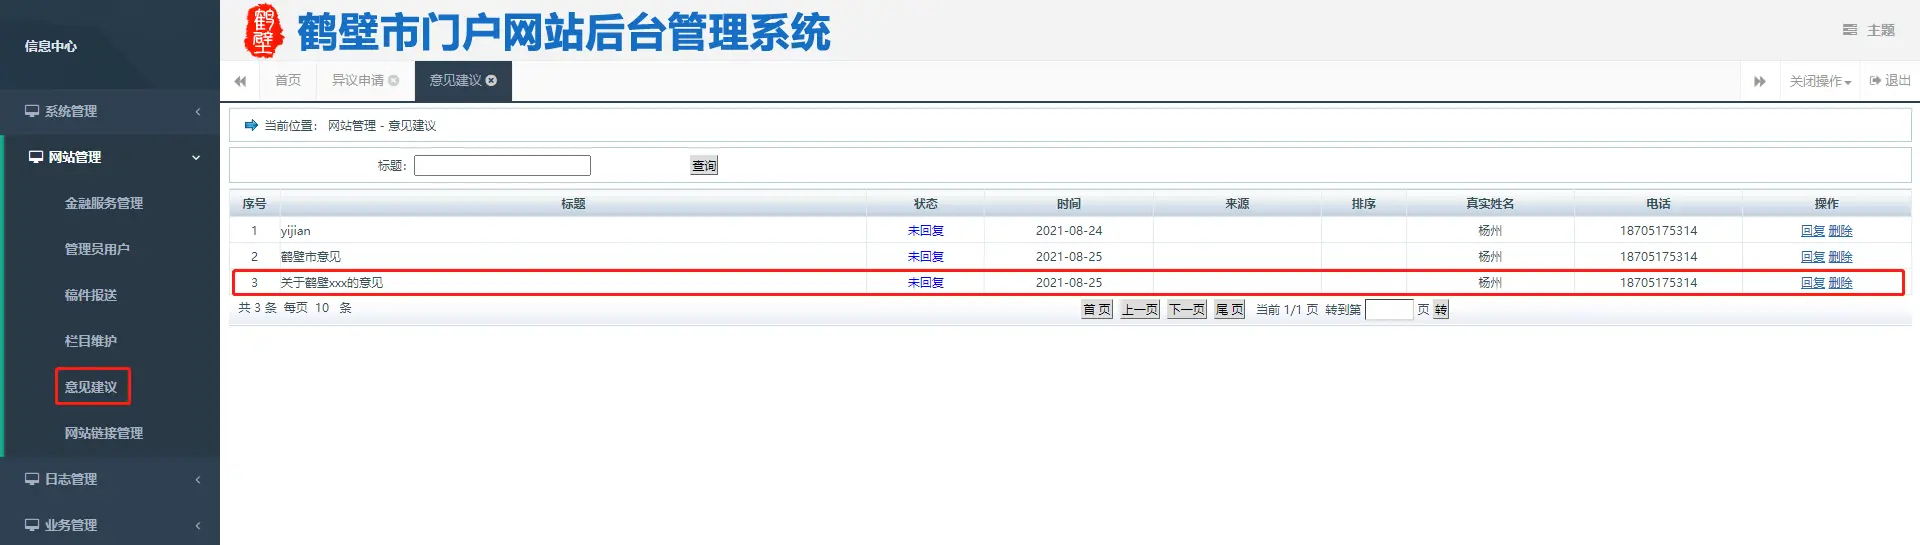 信息中心
鹤壁
鹤壁市门户网站后台管理系统
主题
首页
异议申请
意见建议
关闭操作
退出
系统管理
网站管理
金融服务管理
管理员用户
稿件报送
栏目维护
意见建议
网站链接管理
日志管理
业务管理
当前位置： 网站管理 - 意见建议
标题： 查询
序号 标题 状态 时间 来源 排序 真实姓名 电话 操作
1 yijian 未回复 2021-08-24 杨州 18705175314 回复 删除
2 鹤壁市意见 未回复 2021-08-25 杨州 18705175314 回复 删除
3 关于鹤壁xxx的意见 未回复 2021-08-25 杨州 18705175314 回复 删除
共 3 条 每页 10 条 首 页 上一页 下一页 尾 页 当前 1/1 页 转到第 页 转